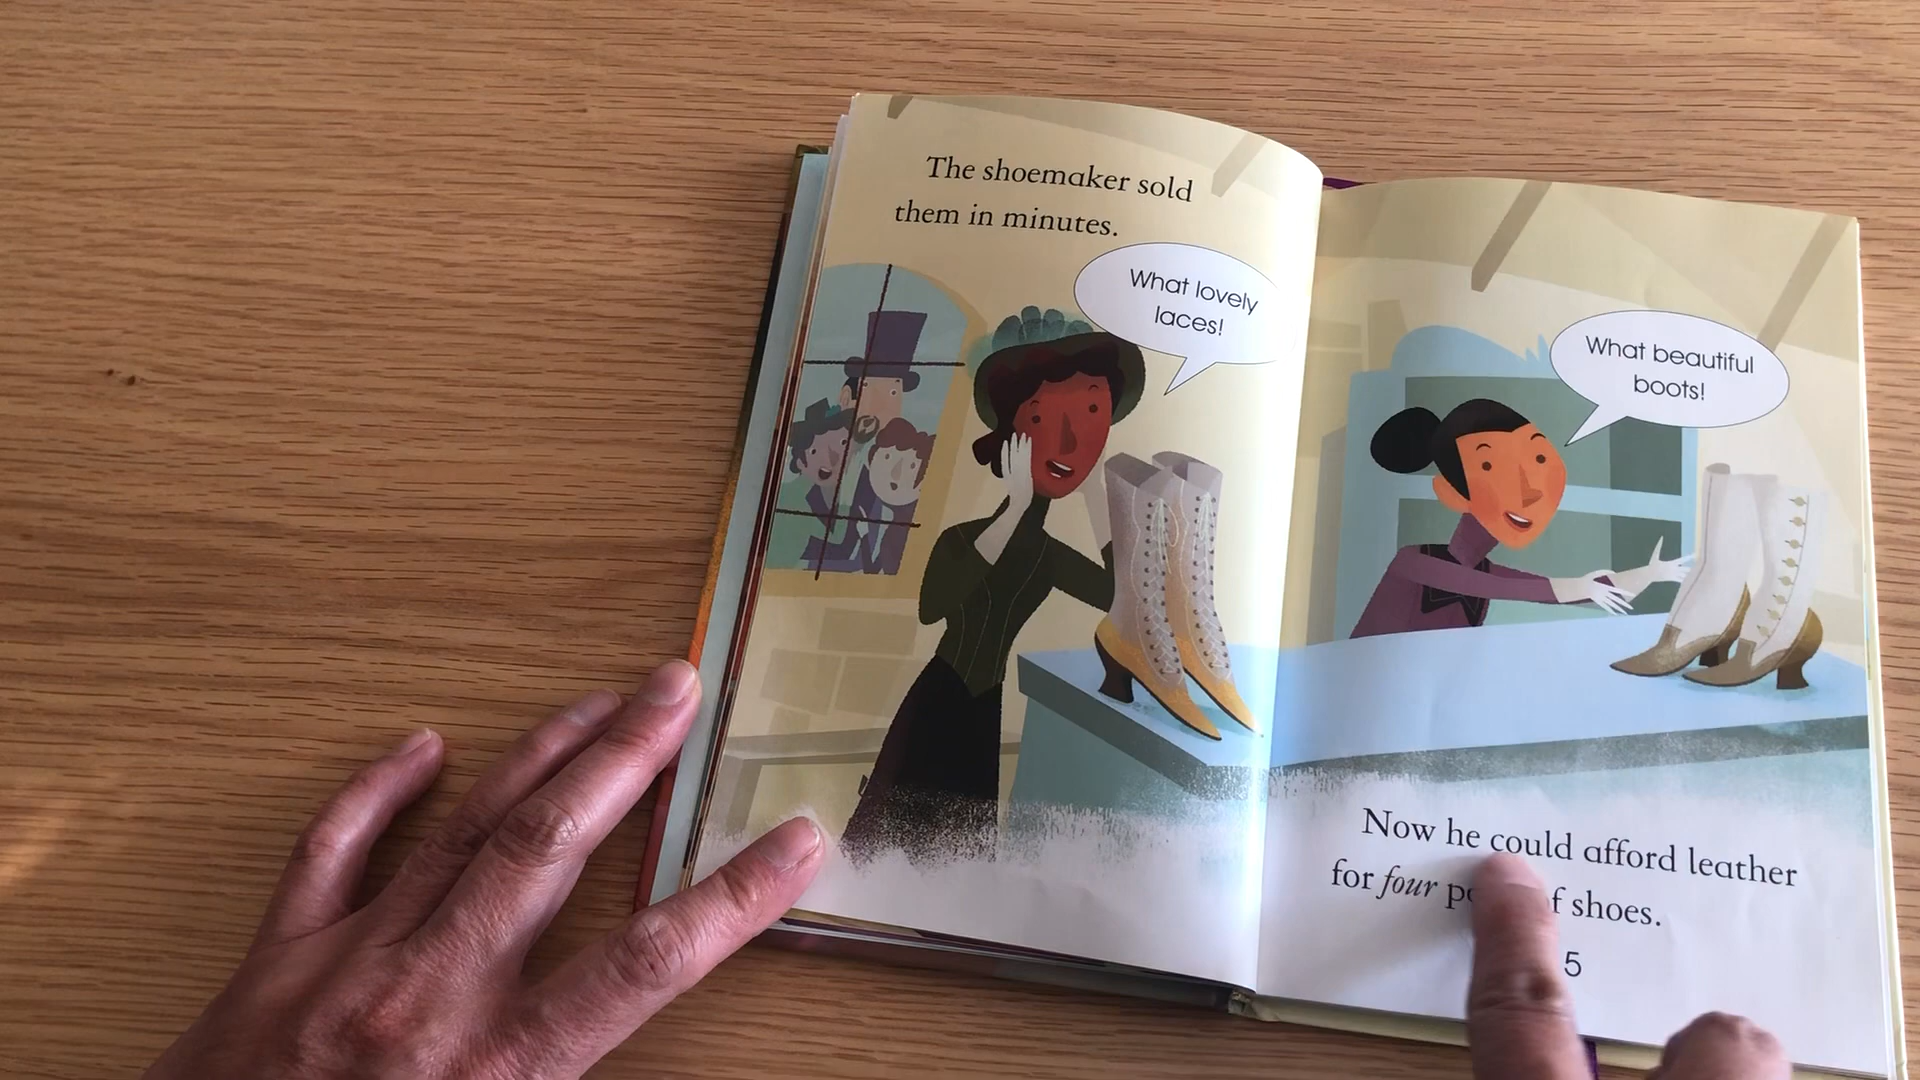 The shoemaker sold
them in minutes.
What lovely
laces!
What beautiful
boots!
Now he could afford leather
for four of shoes.
5